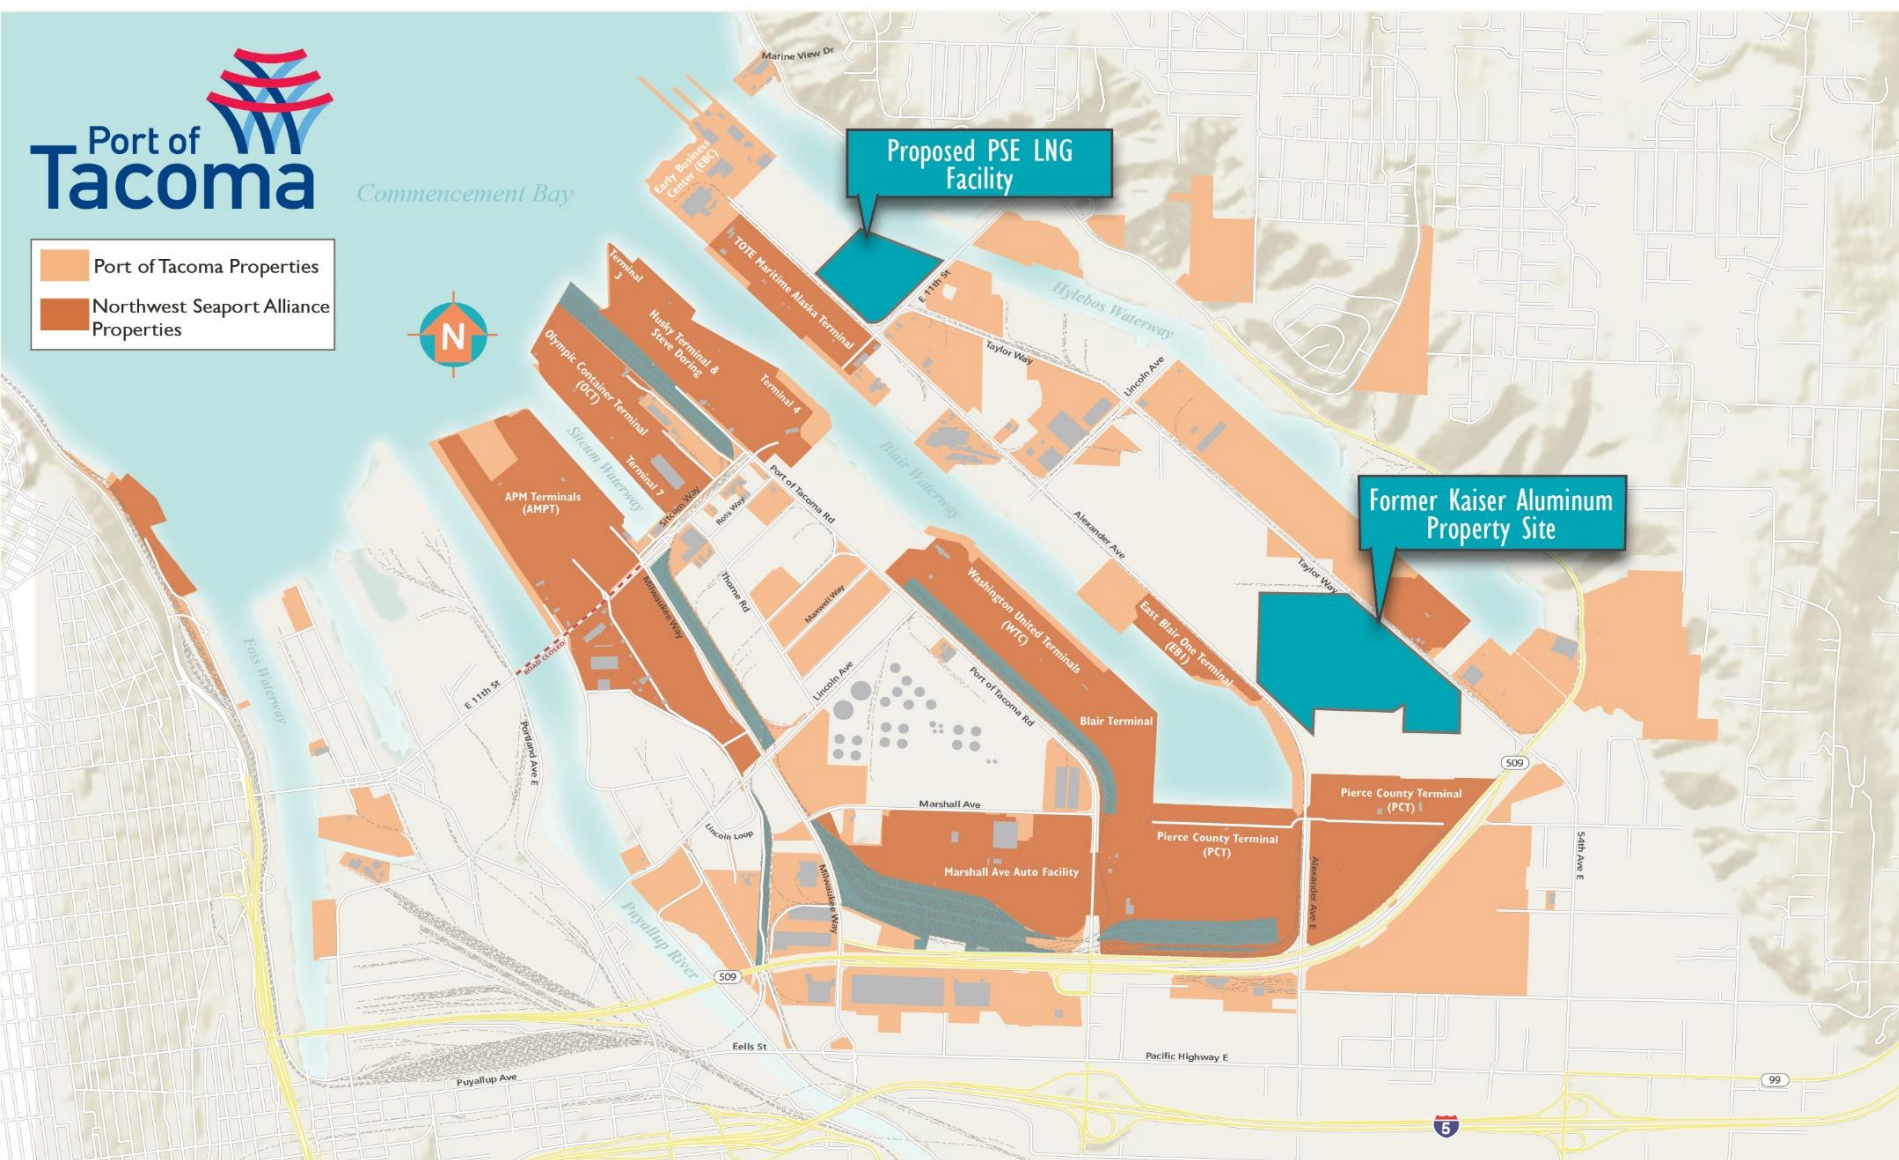 Port of
Tacoma
Commencement Bay
Port of Tacoma Properties
Northwest Seaport Alliance
Properties
N
Marine View Dr
Early Business
Center (EBC)
Proposed PSE LNG
Facility
TOTE Maritime Alaska Terminal
E 11th St
Hylebos Waterway
Terminal
3
Husky Terminal &
Steve Doring
Terminal 4
Olympic Container Terminal
(OCT)
Terminal 7
Sitcum Waterway
Taylor Way
Lincoln Ave
Blair Waterway
APM Terminals
(AMPT)
Sitcum Way
Ross Way
Port of Tacoma Rd
Alexander Ave
Former Kaiser Aluminum
Property Site
Taylor Way
Milwaukee Way
Thorne Rd
Maxwell Way
Washington United Terminals
(WTC)
East Blair One Terminal
(EB1)
ROAD CLOSED
E 11th St
Foss Waterway
Lincoln Ave
Port of Tacoma Rd
Blair Terminal
Portland Ave E
509
Pierce County Terminal
(PCT)
Marshall Ave
Lincoln Loop
Pierce County Terminal
(PCT)
54th Ave E
Marshall Ave Auto Facility
Milwaukee Way
Alexander Ave E
Puyallup River
509
Eells St
Pacific Highway E
Puyallup Ave
99
5